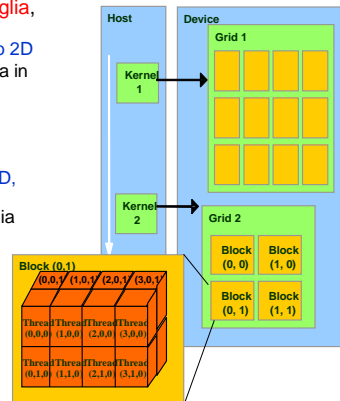 glia,
o 2D
a in
D,
lia
Host
Device
Kernel
1
Grid 1
Kernel
2
Grid 2
Block
(0, 0)
Block
(1, 0)
Block
(0, 1)
Block
(1, 1)
Block (0,1)
(0,0,1) (1,0,1) (2,0,1) (3,0,1)
Thread Thread Thread Thread
(0,0,0) (1,0,0) (2,0,0) (3,0,0)
Thread Thread Thread Thread
(0,1,0) (1,1,0) (2,1,0) (3,1,0)